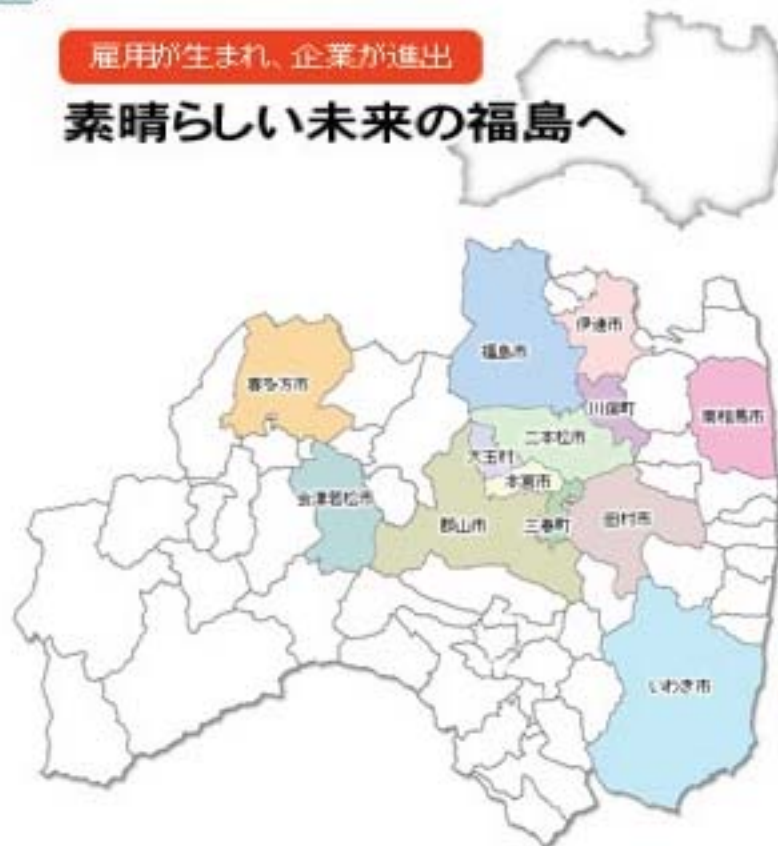 雇用が生まれ、企業が進出
素晴らしい未来の福島へ
伊達市
福島市
喜多方市
川俣町
南相馬市
二本松市
大玉村
本宮市
会津若松市
郡山市
三春町
田村市
いわき市